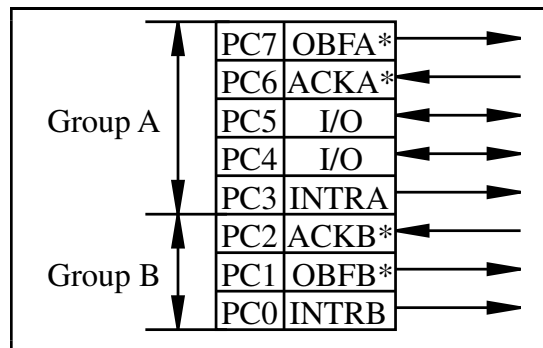 PC7 OBFA*
PC6 ACKA*
Group A PC5 I/O
PC4 I/O
PC3 INTRA
PC2 ACKB*
Group B PC1 OBFB*
PC0 INTRB